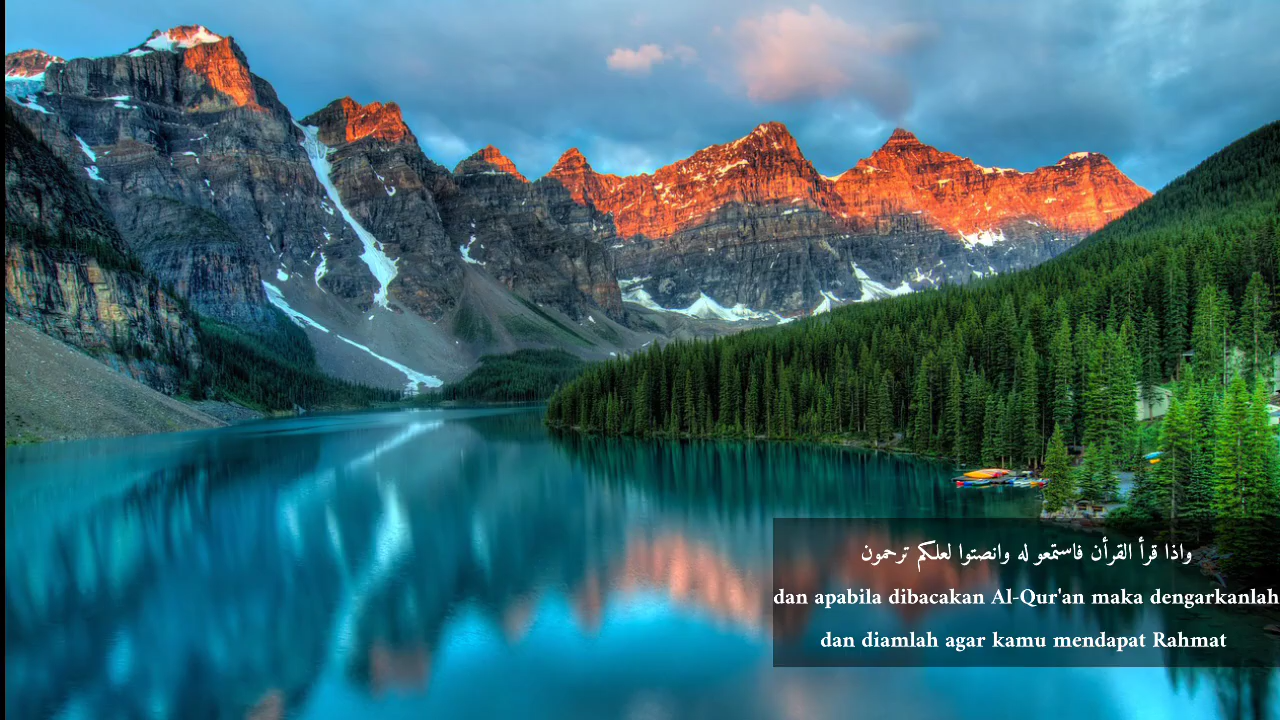 واذا قرأ القرأن فاستمعو له وانصتوا لعلكم ترحمون
dan apabila dibacakan Al-Qur'an maka dengarkanlah
dan diamlah agar kamu mendapat Rahmat